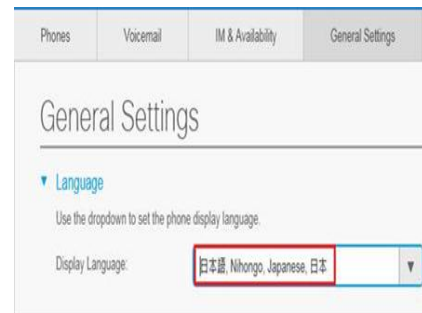 Phones Voicemail IM & Availability General Settings
General Settings
Language
Use the dropdown to set the phone display language.
Display Language: 日本語, Nihongo, Japanese, 日本